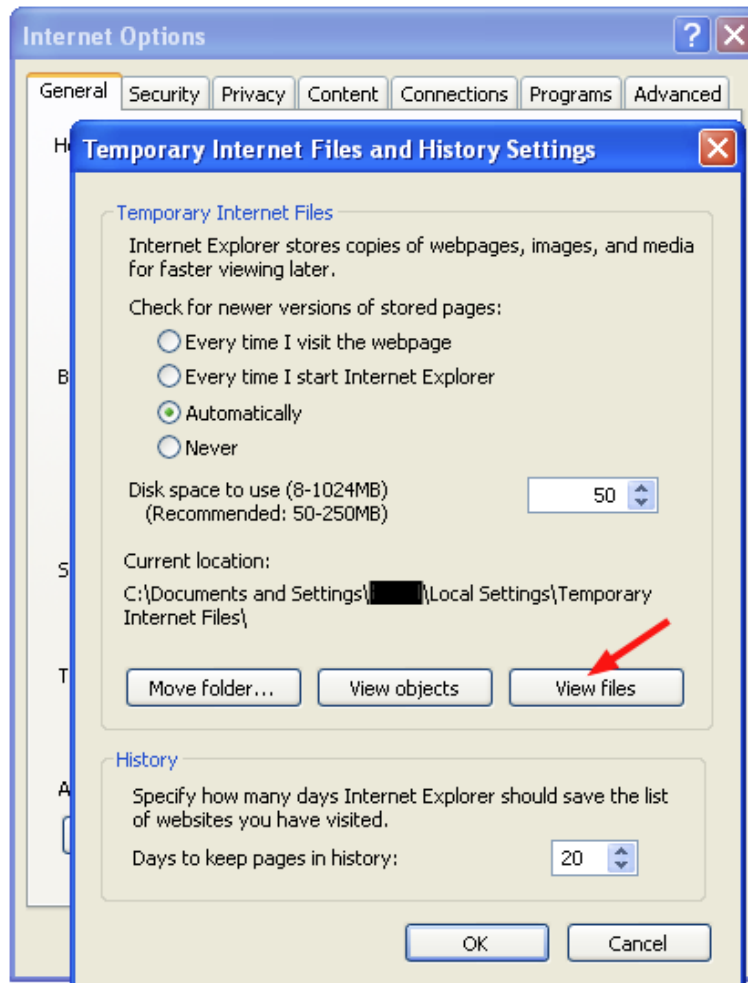 Internet Options
General Security Privacy Content Connections Programs Advanced
Temporary Internet Files and History Settings
Temporary Internet Files
Internet Explorer stores copies of webpages, images, and media
for faster viewing later.
Check for newer versions of stored pages:
Every time I visit the webpage
Every time I start Internet Explorer
Automatically
Never
Disk space to use (8-1024MB) 50
(Recommended: 50-250MB)
Current location:
C:\Documents and Settings\ \Local Settings\Temporary
Internet Files\
Move folder... View objects View files
History
Specify how many days Internet Explorer should save the list
of websites you have visited.
Days to keep pages in history: 20
OK Cancel